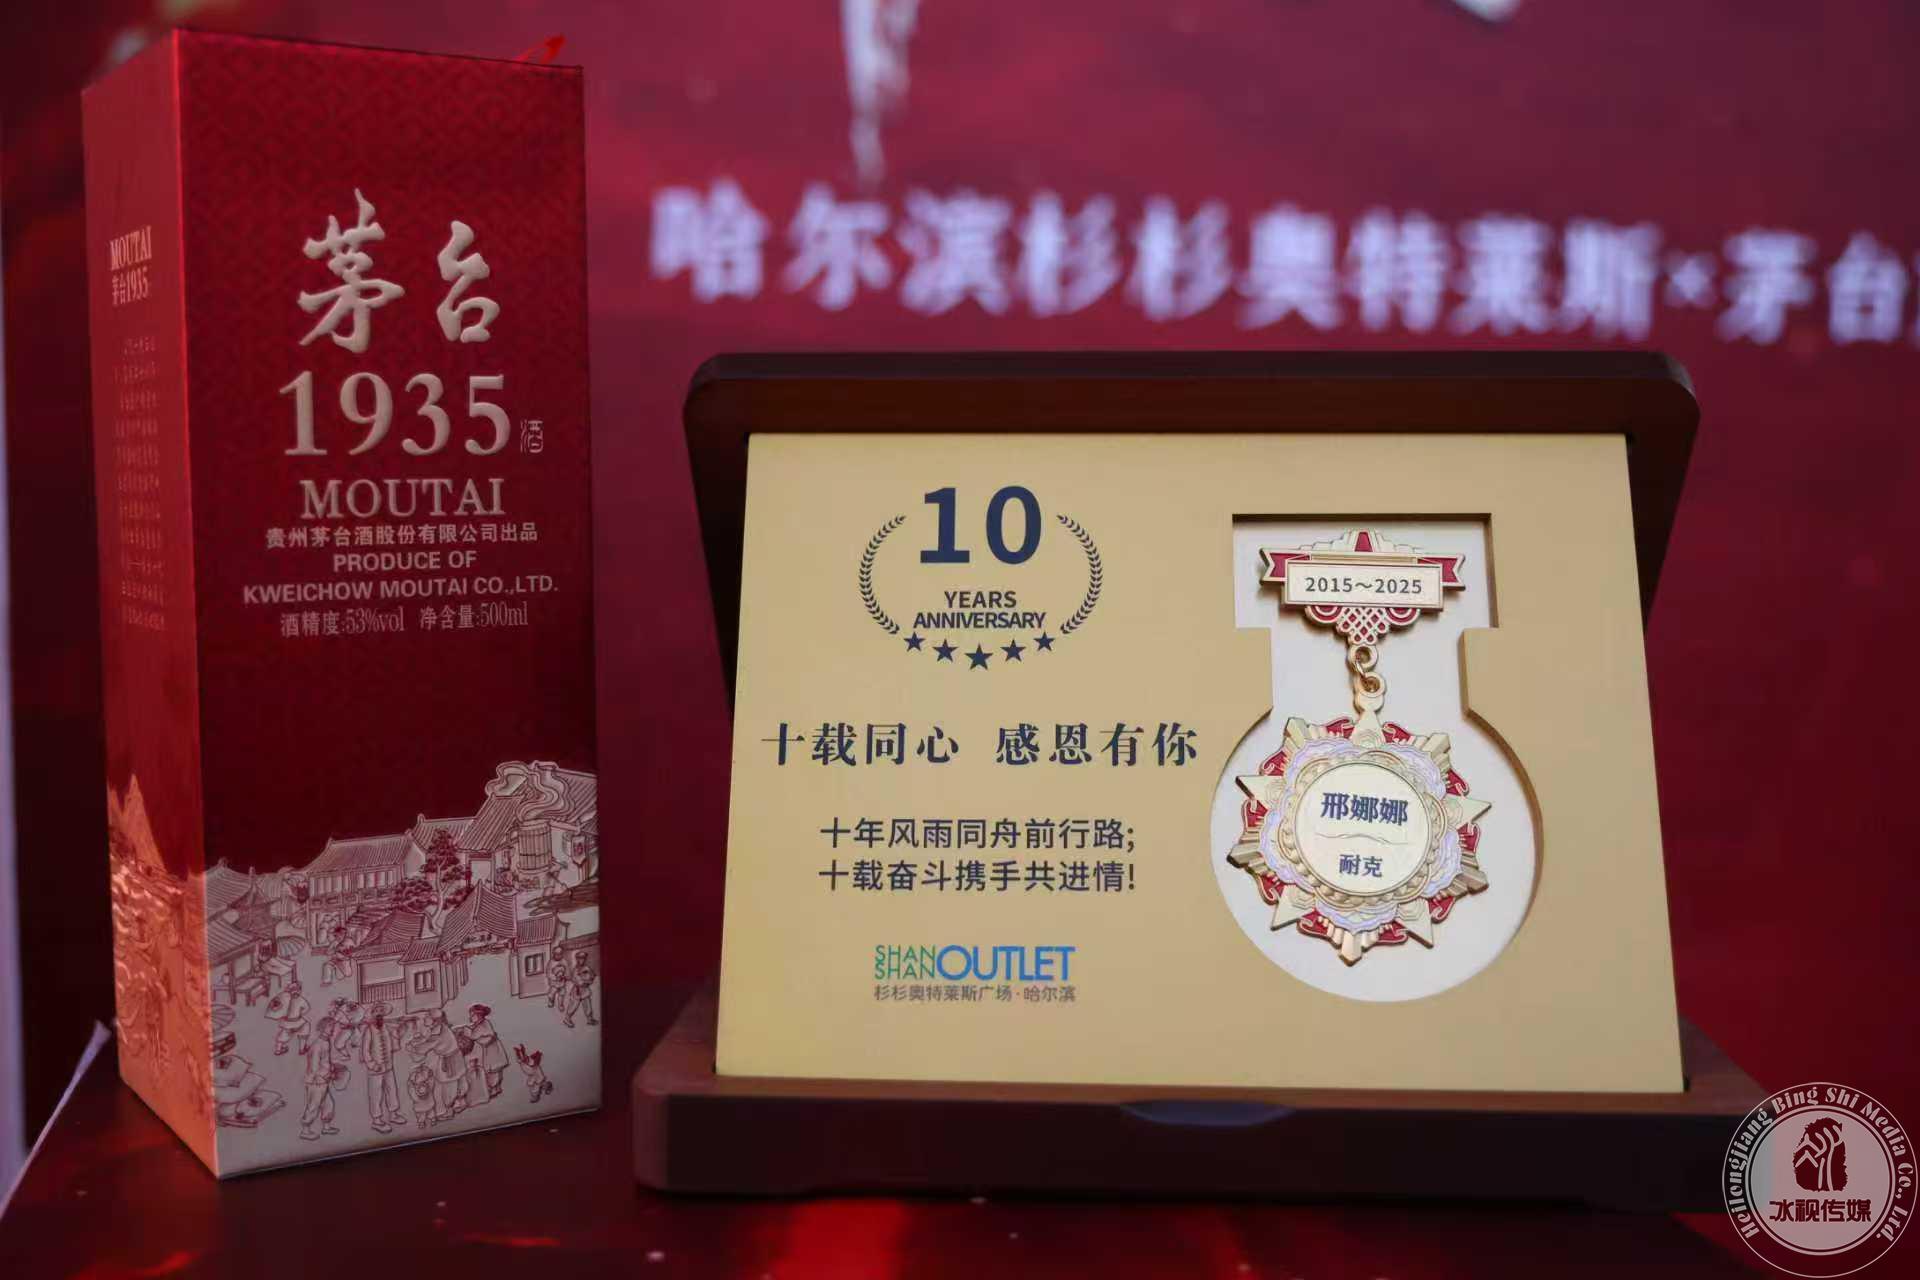 哈尔滨杉杉奥特莱斯×茅台
茅台
1935
酒
MOUTAI
贵州茅台酒股份有限公司出品
PRODUCE OF
KWEICHOW MOUTAI CO.,LTD.
酒精度:53%vol 净含量:500ml
MOUTAI
茅台1935
10
YEARS
ANNIVERSARY
十载同心 感恩有你
十年风雨同舟前行路;
十载奋斗携手共进情!
SHAN
SHAN OUTLET
杉杉奥特莱斯广场·哈尔滨
2015～2025
邢娜娜
耐克
Heilongjiang Bing Shi Media Co., Ltd.
冰视传媒